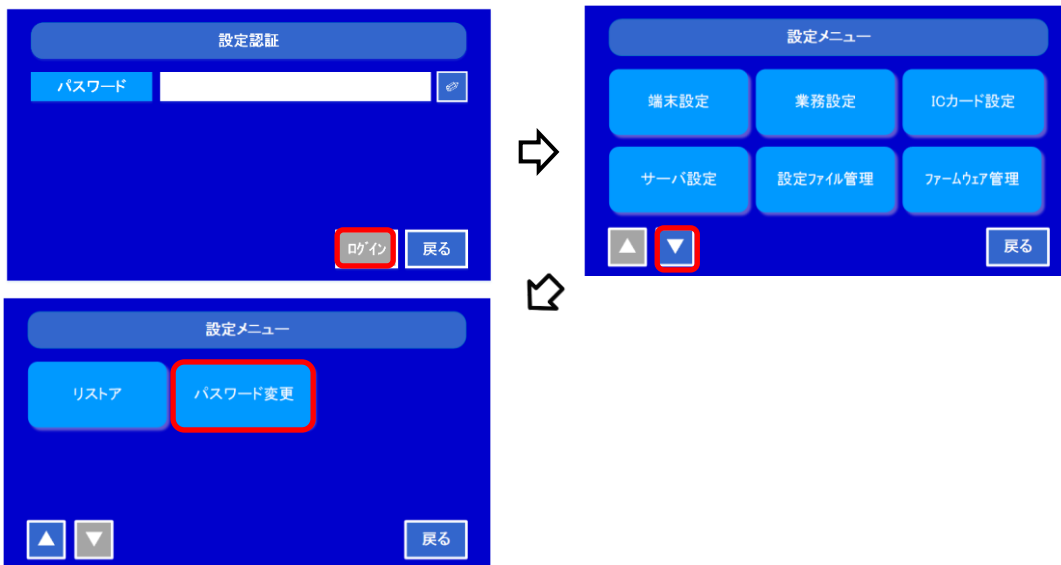 設定認証
パスワード
ログイン 戻る
設定メニュー
端末設定 業務設定 ICカード設定
サーバ設定 設定ファイル管理 ファームウェア管理
▲ ▼ 戻る
設定メニュー
リストア パスワード変更
▲ ▼ 戻る